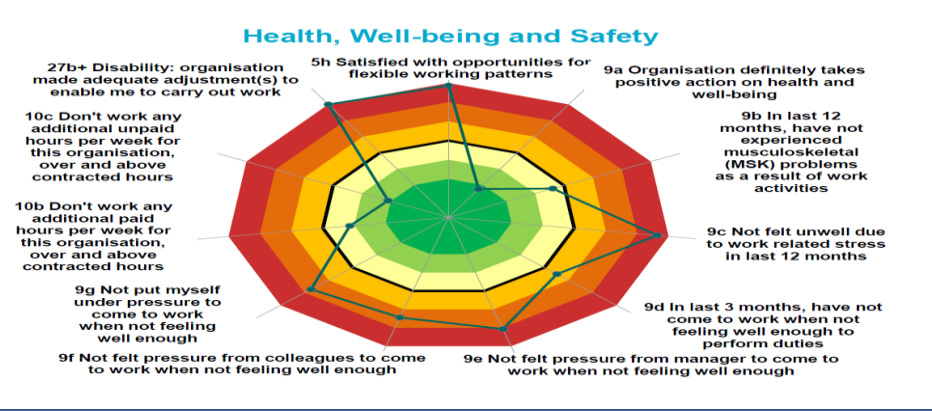 Health, Well-being and Safety
5h Satisfied with opportunities for
flexible working patterns
9a Organisation definitely takes
positive action on health and
well-being
9b In last 12
months, have not
experienced
musculoskeletal
(MSK) problems
as a result of work
activities
9c Not felt unwell due
to work related stress
in last 12 months
9d In last 3 months, have not
come to work when not
feeling well enough to
perform duties
9e Not felt pressure from manager to come to
work when not feeling well enough
9f Not felt pressure from colleagues to come
to work when not feeling well enough
9g Not put myself
under pressure to
come to work
when not feeling
well enough
10b Don't work any
additional paid
hours per week for
this organisation,
over and above
contracted hours
10c Don't work any
additional unpaid
hours per week for
this organisation,
over and above
contracted hours
27b+ Disability: organisation
made adequate adjustment(s) to
enable me to carry out work